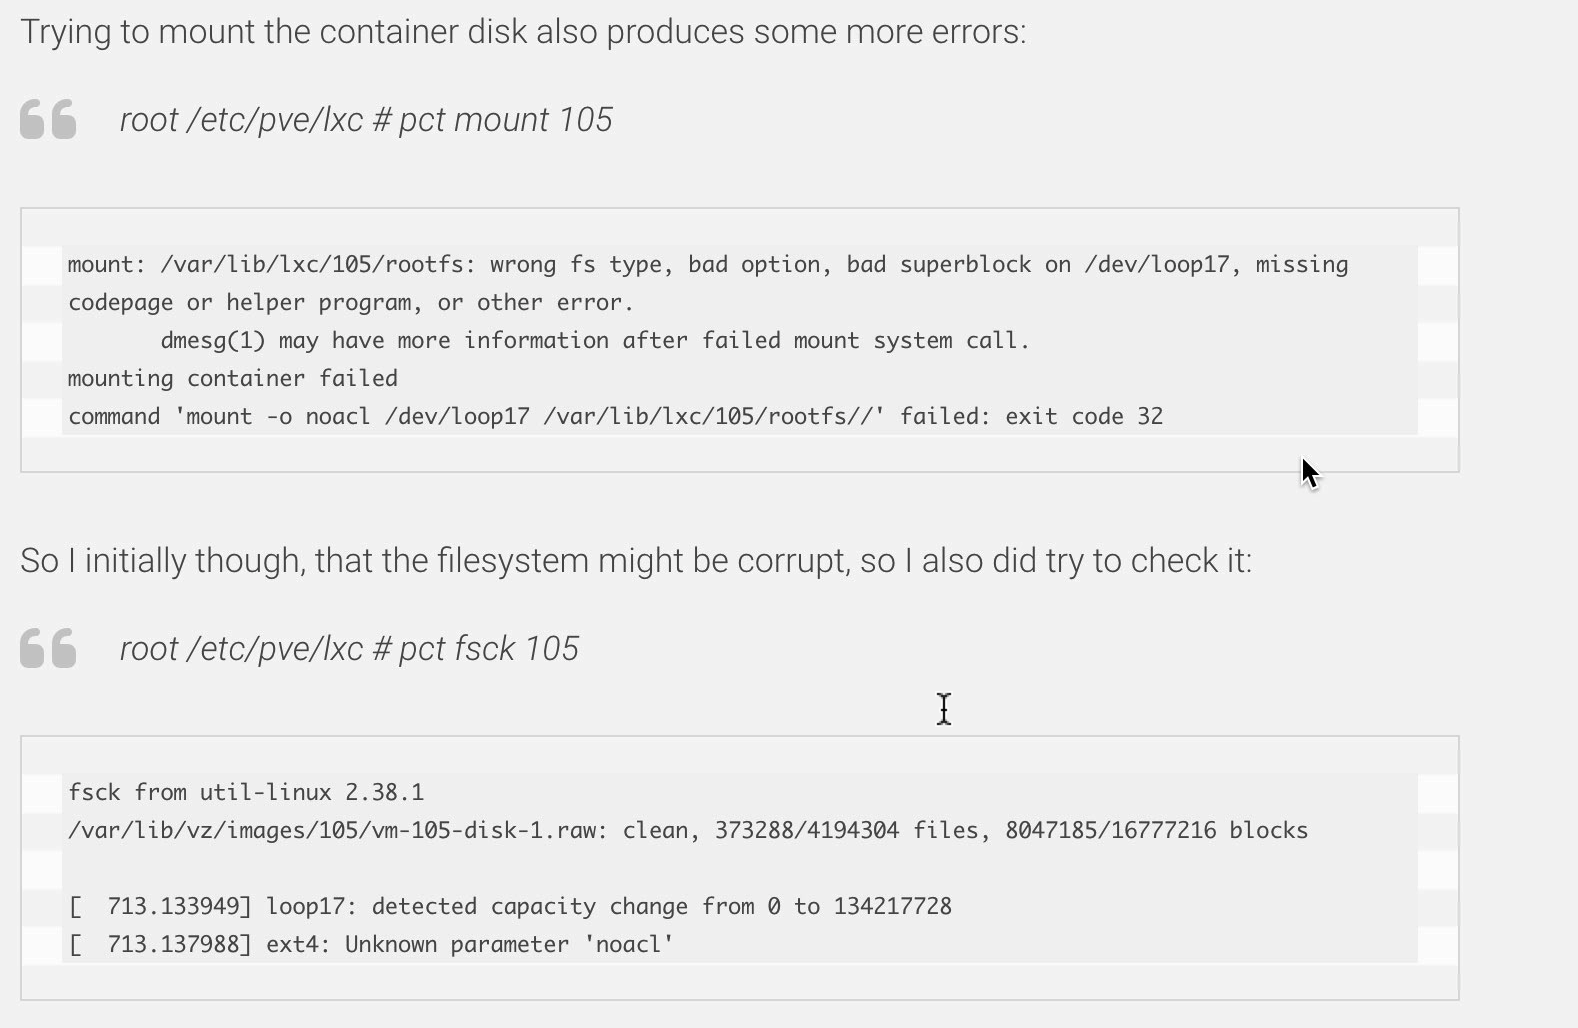 Trying to mount the container disk also produces some more errors:
root /etc/pve/lxc # pct mount 105
mount: /var/lib/lxc/105/rootfs: wrong fs type, bad option, bad superblock on /dev/loop17, missing
codepage or helper program, or other error.
       dmesg(1) may have more information after failed mount system call.
mounting container failed
command 'mount -o noacl /dev/loop17 /var/lib/lxc/105/rootfs//' failed: exit code 32
So I initially though, that the filesystem might be corrupt, so I also did try to check it:
root /etc/pve/lxc # pct fsck 105
fsck from util-linux 2.38.1
/var/lib/vz/images/105/vm-105-disk-1.raw: clean, 373288/4194304 files, 8047185/16777216 blocks
[  713.133949] loop17: detected capacity change from 0 to 134217728
[  713.137988] ext4: Unknown parameter 'noacl'